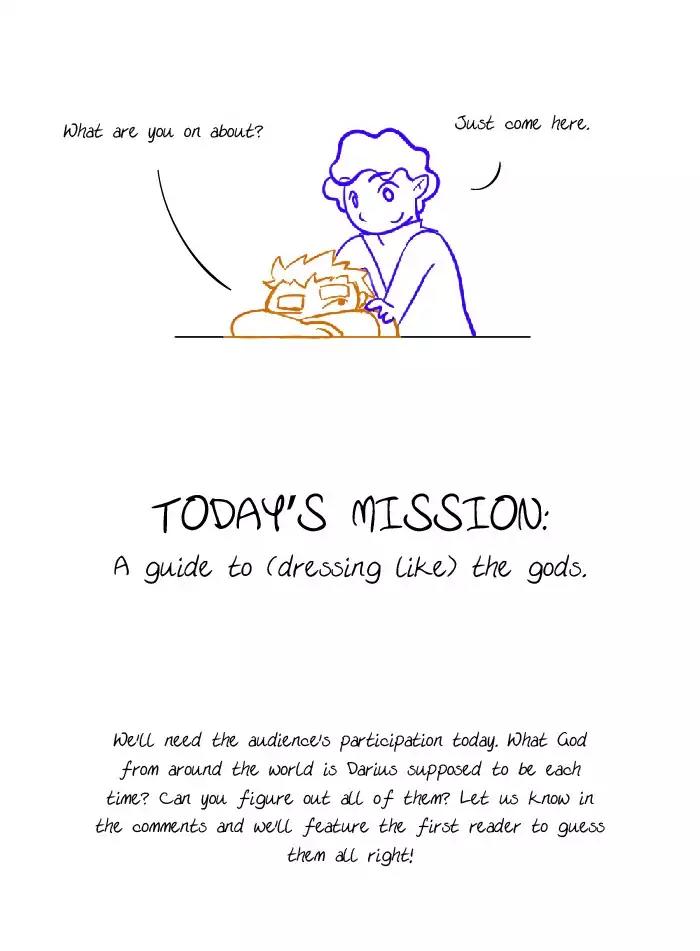 What are you on about?
Just come here.
TODAY'S MISSION:
A guide to (dressing like) the gods.
We'll need the audience's participation today. What God
from around the world is Darius supposed to be each
time? Can you figure out all of them? Let us know in
the comments and we'll feature the first reader to guess
them all right!